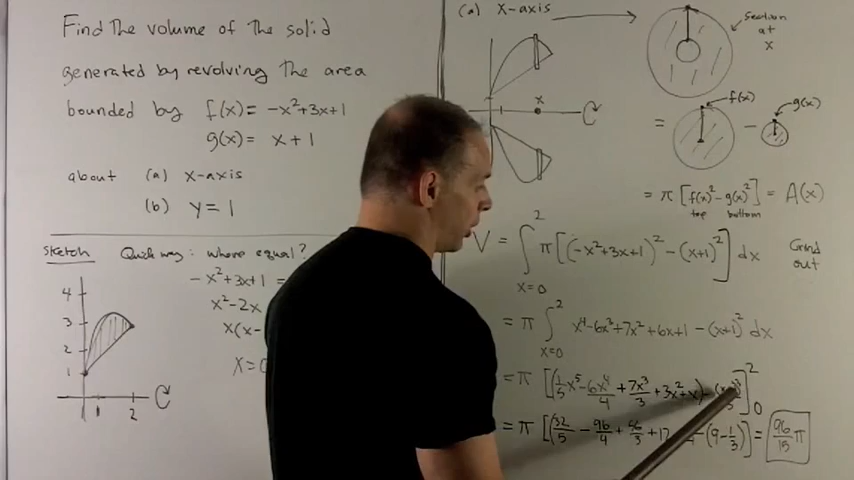 Find The volume of The solid
generated by revolving The area
bounded by f(x) = -x²+3x+1
g(x) = x+1
about (a) x-axis
(b) y=1
Sketch Quick way: where equal?
-x²+3x+1 =
x²-2x
x(x-
x=0
4
3
2
1
1 2
(a) x-axis
Section
at
x
x
f(x)
g(x)
= -
= π[f(x)² - g(x)²] = A(x)
top bottom
V = ∫ 2 x=0 π[(-x²+3x+1)² - (x+1)²] dx Grind out
= π ∫ 2 x=0 x⁴-6x³+7x²+6x+1 -(x+1)² dx
= π [(1/5 x⁵ - 6x⁴/4 + 7x³/3 + 3x²+x) - ]²₀
= π [(32/5 - 96/4 + 56/3 + -(9-1/3)] = 96/15 π